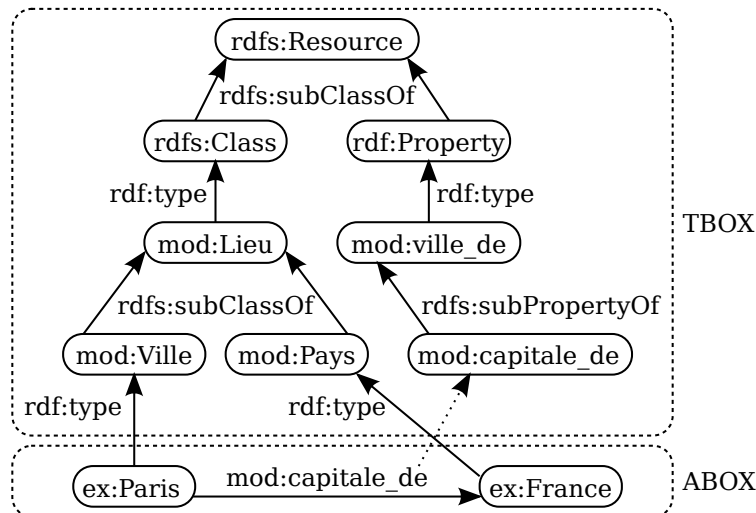 rdfs:Resource
rdfs:subClassOf
rdfs:Class
rdf:Property
rdf:type
rdf:type
TBOX
mod:Lieu
mod:ville_de
rdfs:subClassOf
rdfs:subPropertyOf
mod:Ville
mod:Pays
mod:capitale_de
rdf:type
rdf:type
mod:capitale_de
ex:Paris
ex:France
ABOX